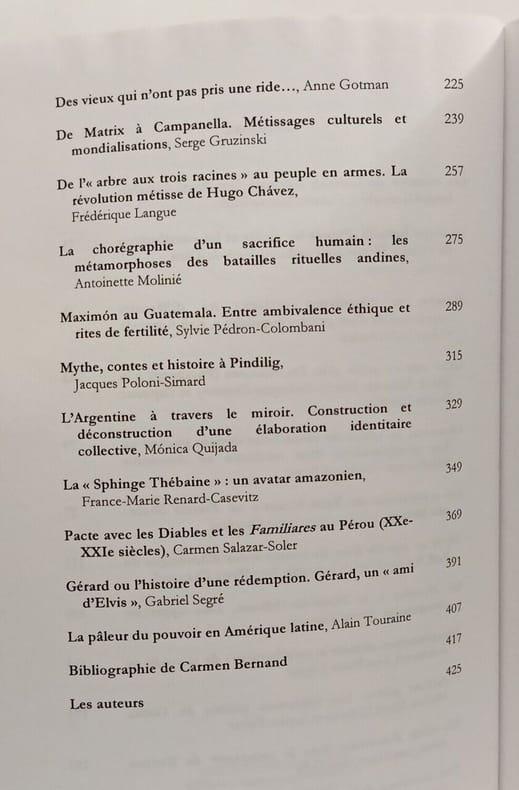 Des vieux qui n'ont pas pris une ride…, Anne Gotman 225
De Matrix à Campanella. Métissages culturels et 239
mondialisations, Serge Gruzinski
De l'« arbre aux trois racines » au peuple en armes. La 257
révolution métisse de Hugo Chávez,
Frédérique Langue
La chorégraphie d'un sacrifice humain : les 275
métamorphoses des batailles rituelles andines,
Antoinette Molinié
Maximón au Guatemala. Entre ambivalence éthique et 289
rites de fertilité, Sylvie Pédron-Colombani
Mythe, contes et histoire à Pindilig, 315
Jacques Poloni-Simard
L'Argentine à travers le miroir. Construction et 329
déconstruction d'une élaboration identitaire
collective, Mónica Quijada
La « Sphinge Thébaine » : un avatar amazonien, 349
France-Marie Renard-Casevitz
Pacte avec les Diables et les Familiares au Pérou (XXe- 369
XXIe siècles), Carmen Salazar-Soler
Gérard ou l'histoire d'une rédemption. Gérard, un « ami 391
d'Elvis », Gabriel Segré
La pâleur du pouvoir en Amérique latine, Alain Touraine 407
Bibliographie de Carmen Bernand 417
Les auteurs 425